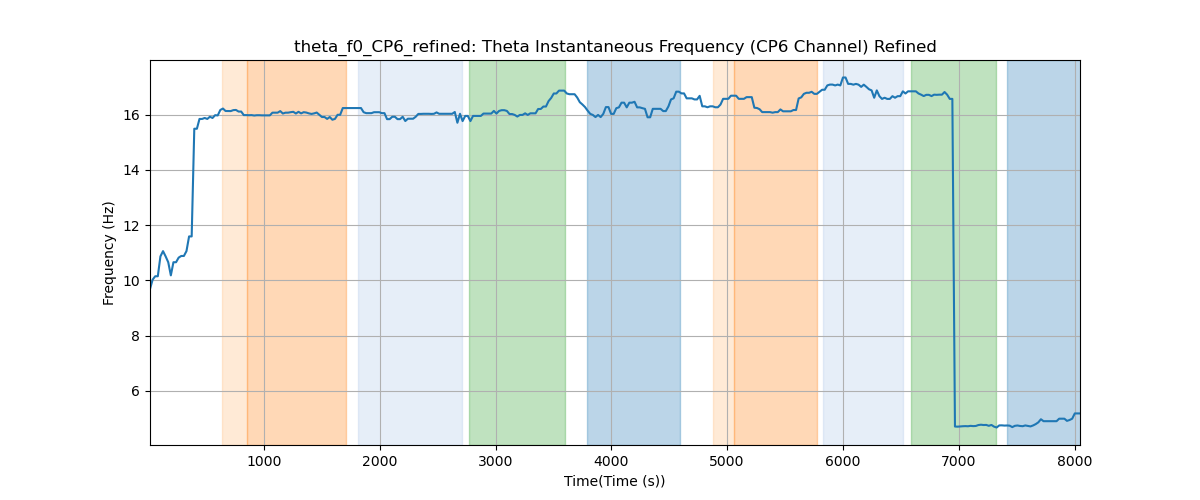 theta_f0_CP6_refined: Theta Instantaneous Frequency (CP6 Channel) Refined
Frequency (Hz)
16
14
12
10
8
6
1000 2000 3000 4000 5000 6000 7000 8000
Time(Time (s))